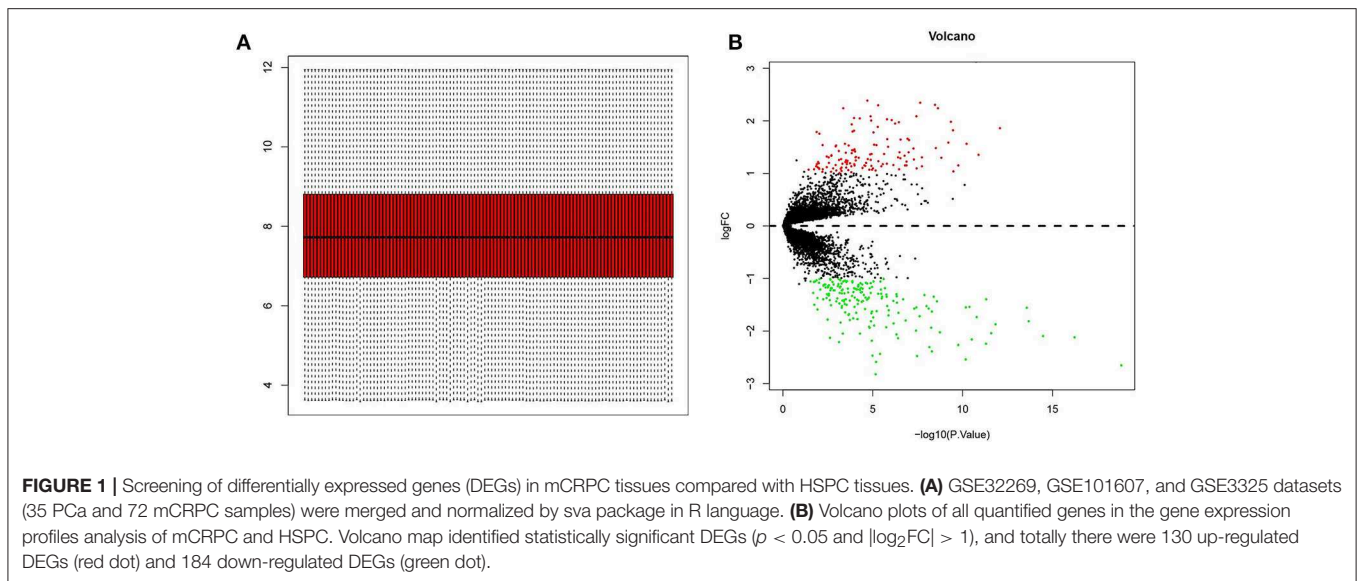 A
12
10
8
6
4
B
Volcano
3
2
1
0
-1
-2
-3
logFC
0 5 10 15
-log10(P.Value)
FIGURE 1 | Screening of differentially expressed genes (DEGs) in mCRPC tissues compared with HSPC tissues. (A) GSE32269, GSE101607, and GSE3325 datasets
(35 PCa and 72 mCRPC samples) were merged and normalized by sva package in R language. (B) Volcano plots of all quantified genes in the gene expression
profiles analysis of mCRPC and HSPC. Volcano map identified statistically significant DEGs (p < 0.05 and |log₂FC| > 1), and totally there were 130 up-regulated
DEGs (red dot) and 184 down-regulated DEGs (green dot).